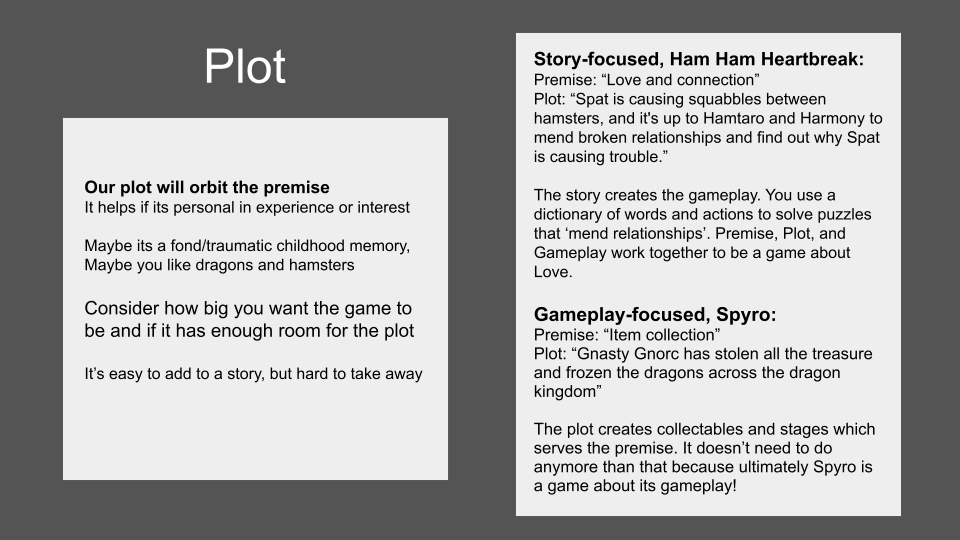 Plot
Our plot will orbit the premise
It helps if its personal in experience or interest
Maybe its a fond/traumatic childhood memory,
Maybe you like dragons and hamsters
Consider how big you want the game to
be and if it has enough room for the plot
It’s easy to add to a story, but hard to take away
Story-focused, Ham Ham Heartbreak:
Premise: “Love and connection”
Plot: “Spat is causing squabbles between
hamsters, and it's up to Hamtaro and Harmony to
mend broken relationships and find out why Spat
is causing trouble.”
The story creates the gameplay. You use a
dictionary of words and actions to solve puzzles
that ‘mend relationships’. Premise, Plot, and
Gameplay work together to be a game about
Love.
Gameplay-focused, Spyro:
Premise: “Item collection”
Plot: “Gnasty Gnorc has stolen all the treasure
and frozen the dragons across the dragon
kingdom”
The plot creates collectables and stages which
serves the premise. It doesn’t need to do
anymore than that because ultimately Spyro is
a game about its gameplay!